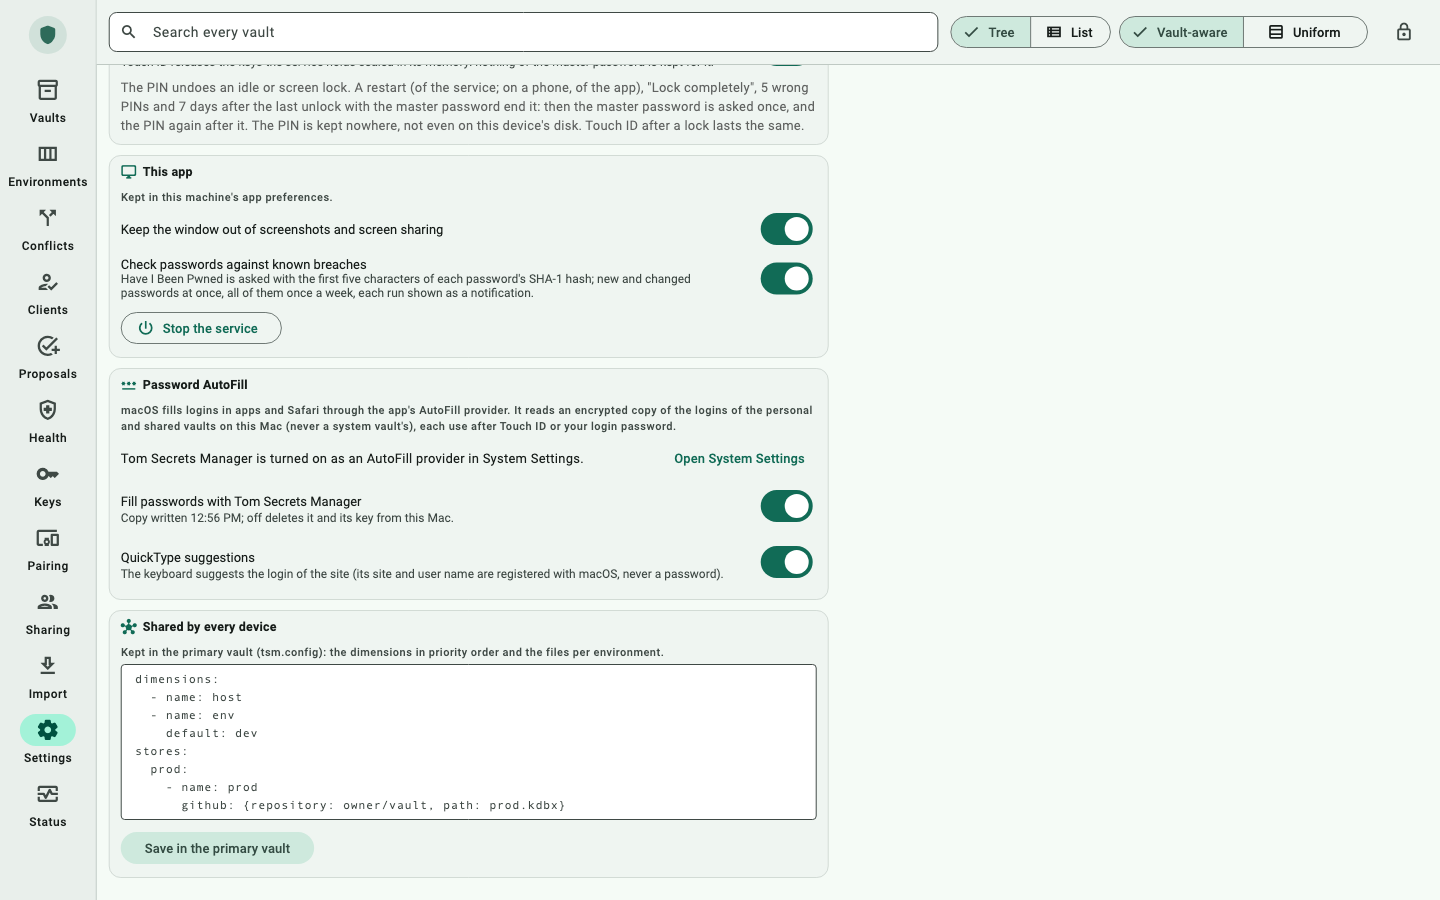 Search every vault
Tree
List
Vault-aware
Uniform
Vaults
Environments
Conflicts
Clients
Proposals
Health
Keys
Pairing
Sharing
Import
Settings
Status
The PIN undoes an idle or screen lock. A restart (of the service; on a phone, of the app), "Lock completely", 5 wrong
PINs and 7 days after the last unlock with the master password end it: then the master password is asked once, and
the PIN again after it. The PIN is kept nowhere, not even on this device's disk. Touch ID after a lock lasts the same.
This app
Kept in this machine's app preferences.
Keep the window out of screenshots and screen sharing
Check passwords against known breaches
Have I Been Pwned is asked with the first five characters of each password's SHA-1 hash; new and changed
passwords at once, all of them once a week, each run shown as a notification.
Stop the service
Password AutoFill
macOS fills logins in apps and Safari through the app's AutoFill provider. It reads an encrypted copy of the logins of the personal
and shared vaults on this Mac (never a system vault's), each use after Touch ID or your login password.
Tom Secrets Manager is turned on as an AutoFill provider in System Settings.
Open System Settings
Fill passwords with Tom Secrets Manager
Copy written 12:56 PM; off deletes it and its key from this Mac.
QuickType suggestions
The keyboard suggests the login of the site (its site and user name are registered with macOS, never a password).
Shared by every device
Kept in the primary vault (tsm.config): the dimensions in priority order and the files per environment.
dimensions:
  - name: host
  - name: env
    default: dev
stores:
  prod:
    - name: prod
      github: {repository: owner/vault, path: prod.kdbx}
Save in the primary vault